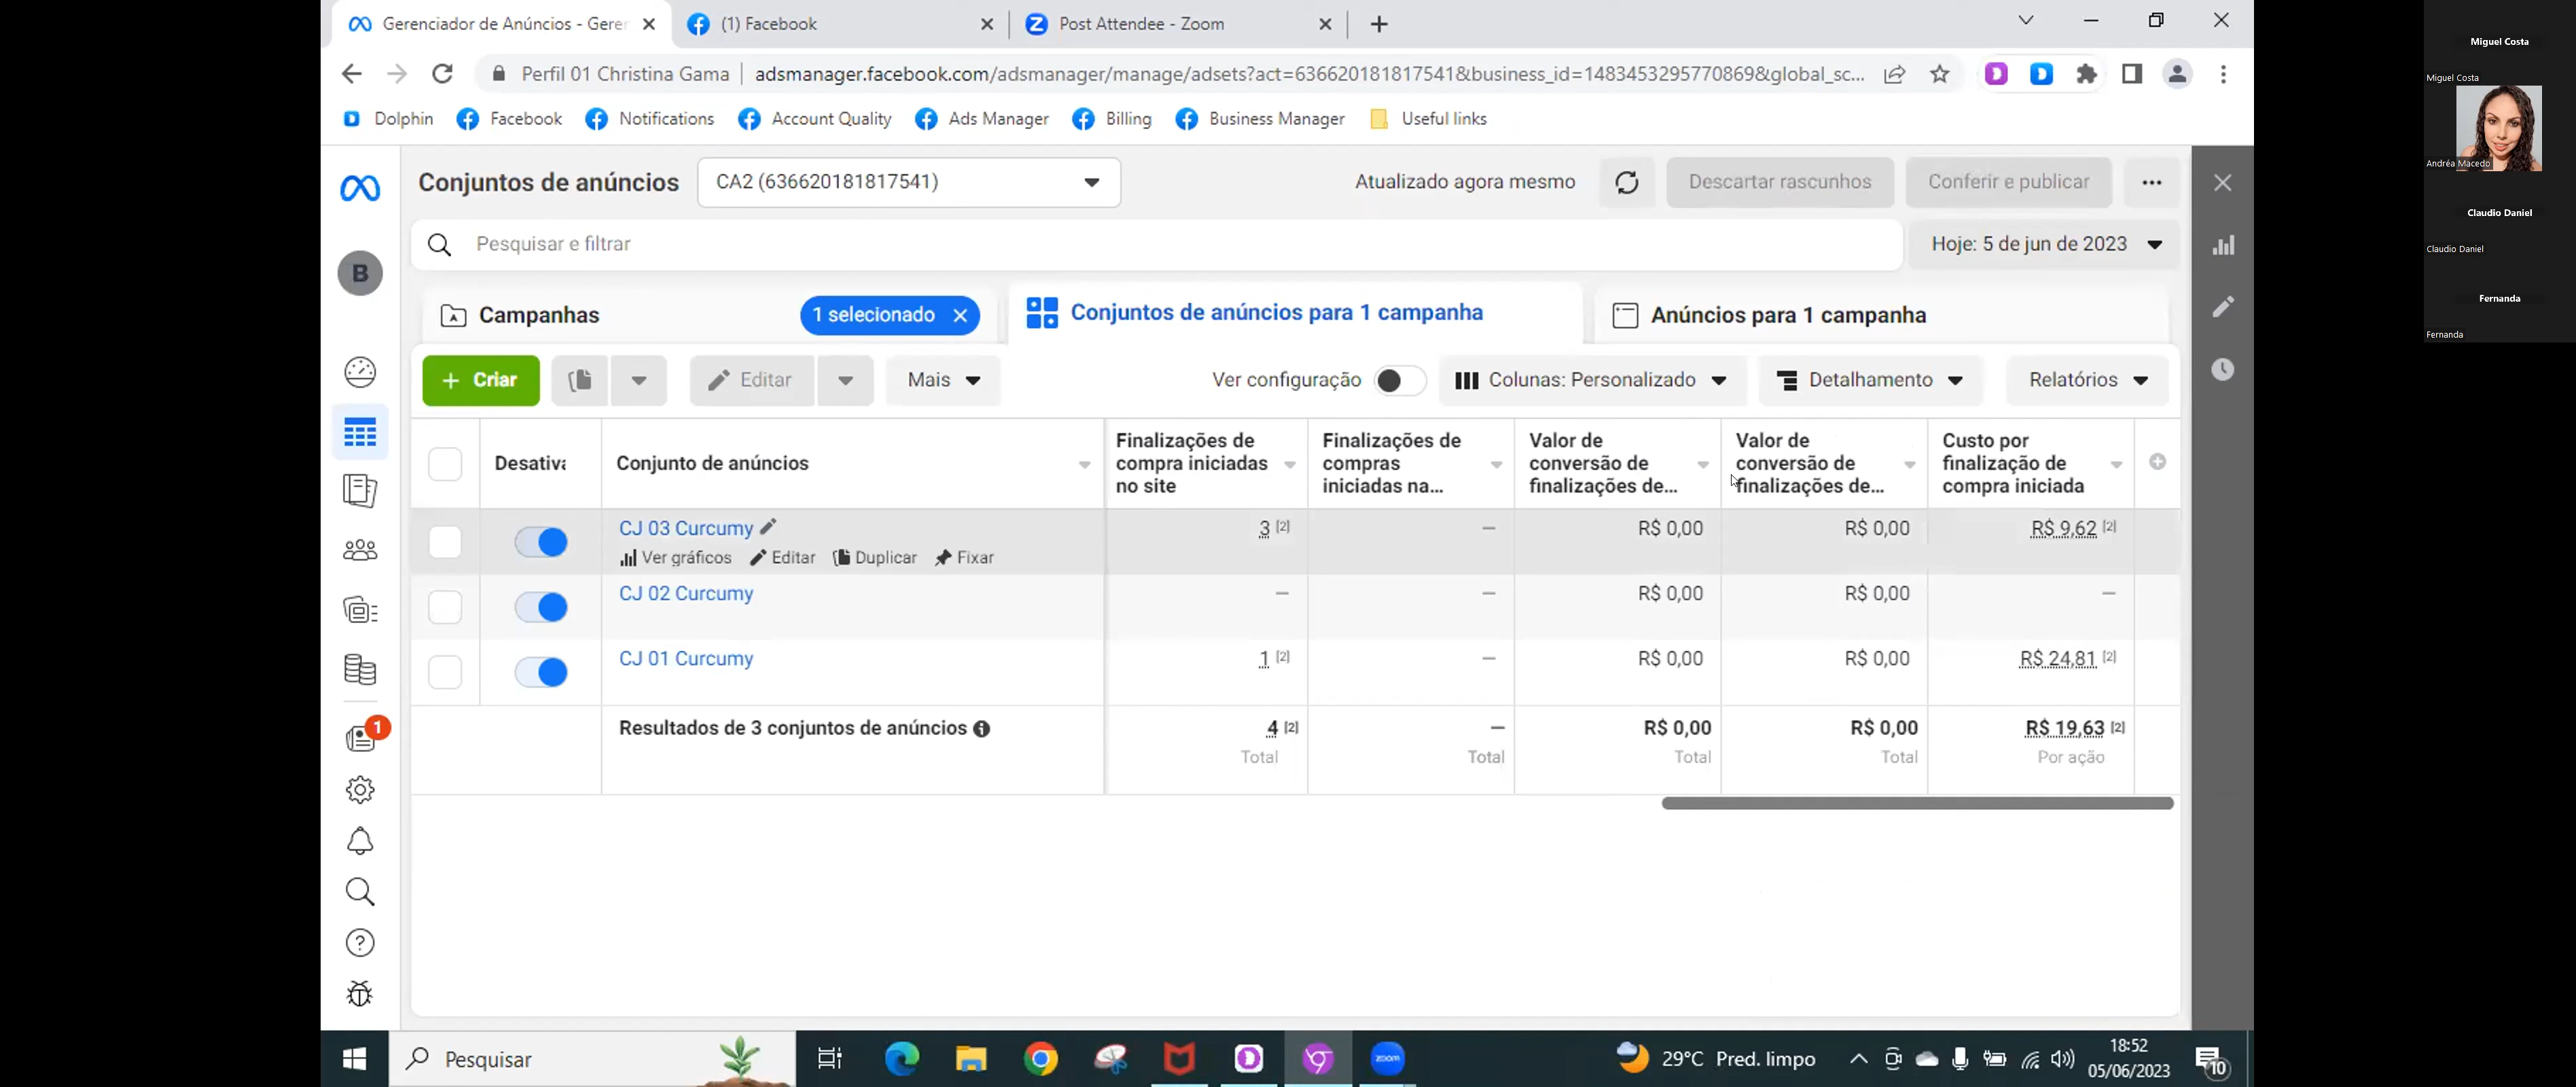 Gerenciador de Anúncios - Geren
(1) Facebook
Post Attendee - Zoom
Perfil 01 Christina Gama
adsmanager.facebook.com/adsmanager/manage/adsets?act=636620181817541&business_id=1483453295770869&global_sc...
Dolphin
Facebook
Notifications
Account Quality
Ads Manager
Billing
Business Manager
Useful links
Conjuntos de anúncios
CA2 (636620181817541)
Atualizado agora mesmo
Descartar rascunhos
Conferir e publicar
Pesquisar e filtrar
Hoje: 5 de jun de 2023
B
Campanhas
1 selecionado
Conjuntos de anúncios para 1 campanha
Anúncios para 1 campanha
+ Criar
Editar
Mais
Ver configuração
Colunas: Personalizado
Detalhamento
Relatórios
Desativa
Conjunto de anúncios
Finalizações de
compra iniciadas
no site
Finalizações de
compras
iniciadas na...
Valor de
conversão de
finalizações de...
Valor de
conversão de
finalizações de...
Custo por
finalização de
compra iniciada
CJ 03 Curcumy
3 [2]
—
R$ 0,00
R$ 0,00
R$ 9,62 [2]
Ver gráficos
Editar
Duplicar
Fixar
CJ 02 Curcumy
—
—
R$ 0,00
R$ 0,00
—
CJ 01 Curcumy
1 [2]
—
R$ 0,00
R$ 0,00
R$ 24,81 [2]
Resultados de 3 conjuntos de anúncios
4 [2]
—
R$ 0,00
R$ 0,00
R$ 19,63 [2]
Total
Total
Total
Total
Por ação
1
Pesquisar
zoom
29°C Pred. limpo
18:52
05/06/2023
10
Miguel Costa
Miguel Costa
Andréa Macedo
Claudio Daniel
Claudio Daniel
Fernanda
Fernanda